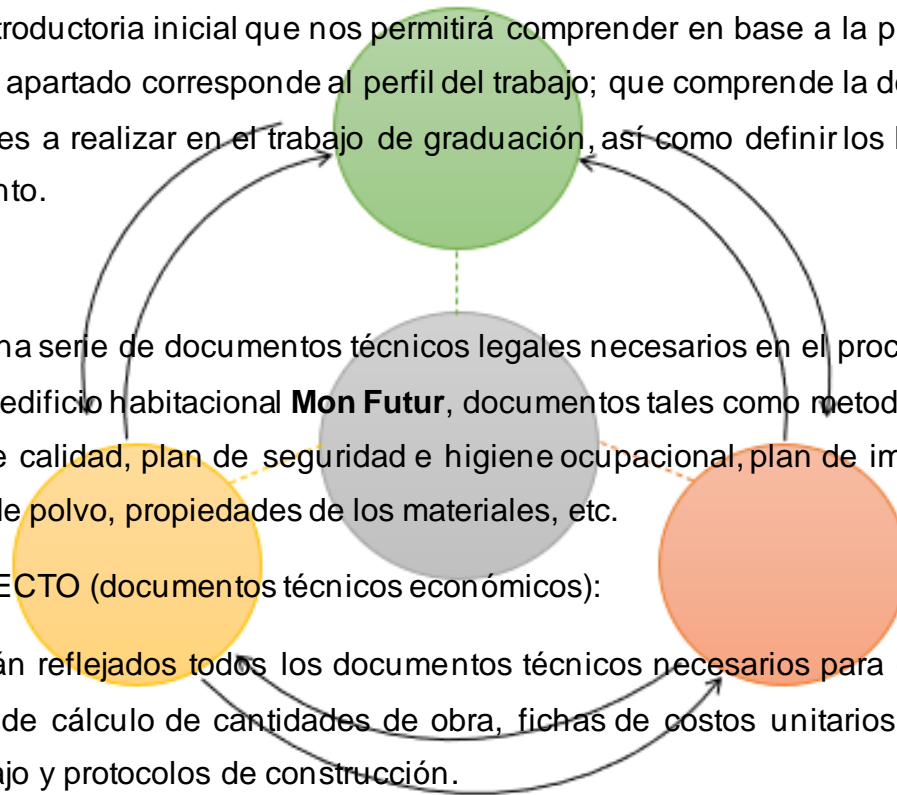 troductoria inicial que nos permitirá comprender en base a la p
apartado corresponde al perfil del trabajo; que comprende la d
es a realizar en el trabajo de graduación, así como definir los
nto.
na serie de documentos técnicos legales necesarios en el proc
edificio habitacional Mon Futur, documentos tales como metod
e calidad, plan de seguridad e higiene ocupacional, plan de im
de polvo, propiedades de los materiales, etc.
ECTO (documentos técnicos económicos):
án reflejados todos los documentos técnicos necesarios para
de cálculo de cantidades de obra, fichas de costos unitarios
ajo y protocolos de construcción.